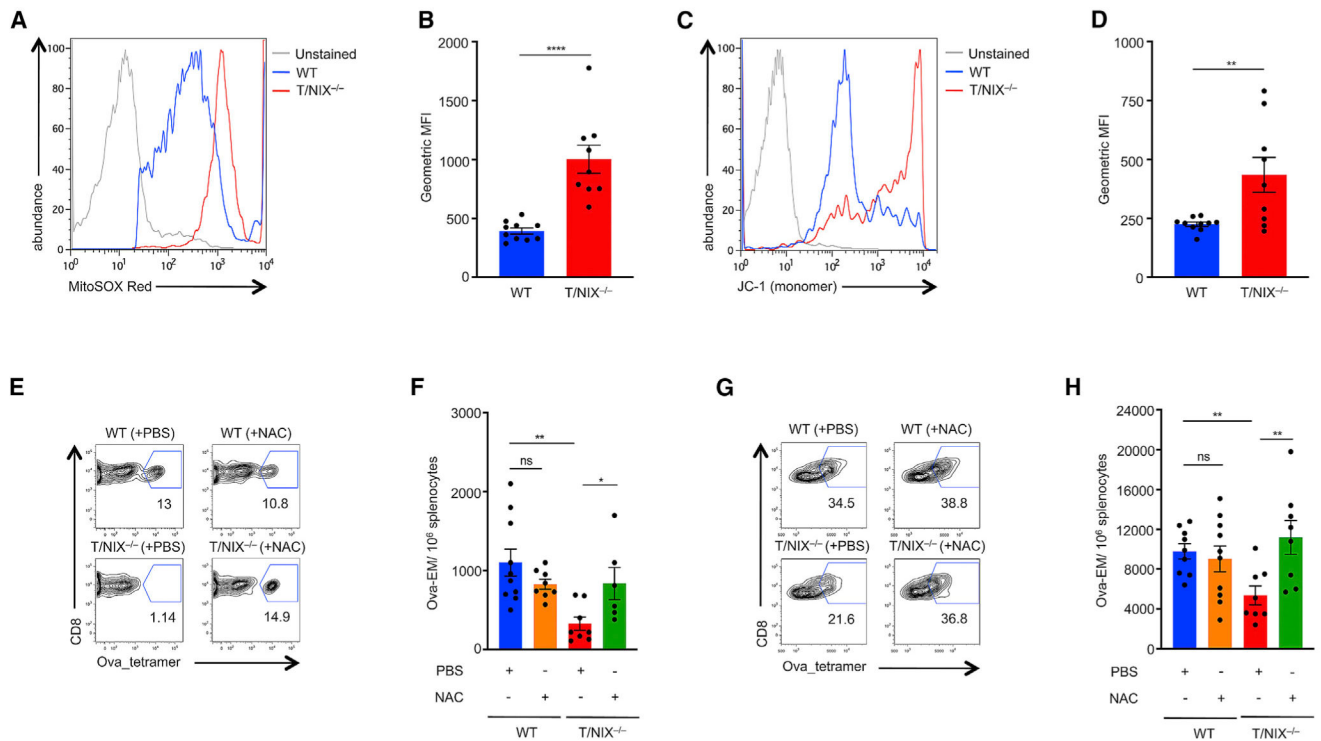 A
abundance
100
80
60
40
20
0
10⁰ 10¹ 10² 10³ 10⁴
MitoSOX Red
Unstained
WT
T/NIX⁻/⁻
B
Geometric MFI
2000
1500
1000
500
0
****
WT T/NIX⁻/⁻
C
abundance
100
80
60
40
20
0
10⁰ 10¹ 10² 10³ 10⁴
JC-1 (monomer)
Unstained
WT
T/NIX⁻/⁻
D
Geometric MFI
1000
750
500
250
0
**
WT T/NIX⁻/⁻
E
WT (+PBS) WT (+NAC)
13 10.8
T/NIX⁻/⁻ (+PBS) T/NIX⁻/⁻ (+NAC)
1.14 14.9
CD8
Ova_tetramer
F
Ova-EM/ 10⁶ splenocytes
3000
2000
1000
0
**
ns
*
PBS + - + -
NAC - + - +
WT T/NIX⁻/⁻
G
WT (+PBS) WT (+NAC)
34.5 38.8
T/NIX⁻/⁻ (+PBS) T/NIX⁻/⁻ (+NAC)
21.6 36.8
CD8
Ova_tetramer
H
Ova-EM/ 10⁶ splenocytes
24000
20000
16000
12000
8000
4000
0
** **
ns
PBS + - + -
NAC - + - +
WT T/NIX⁻/⁻